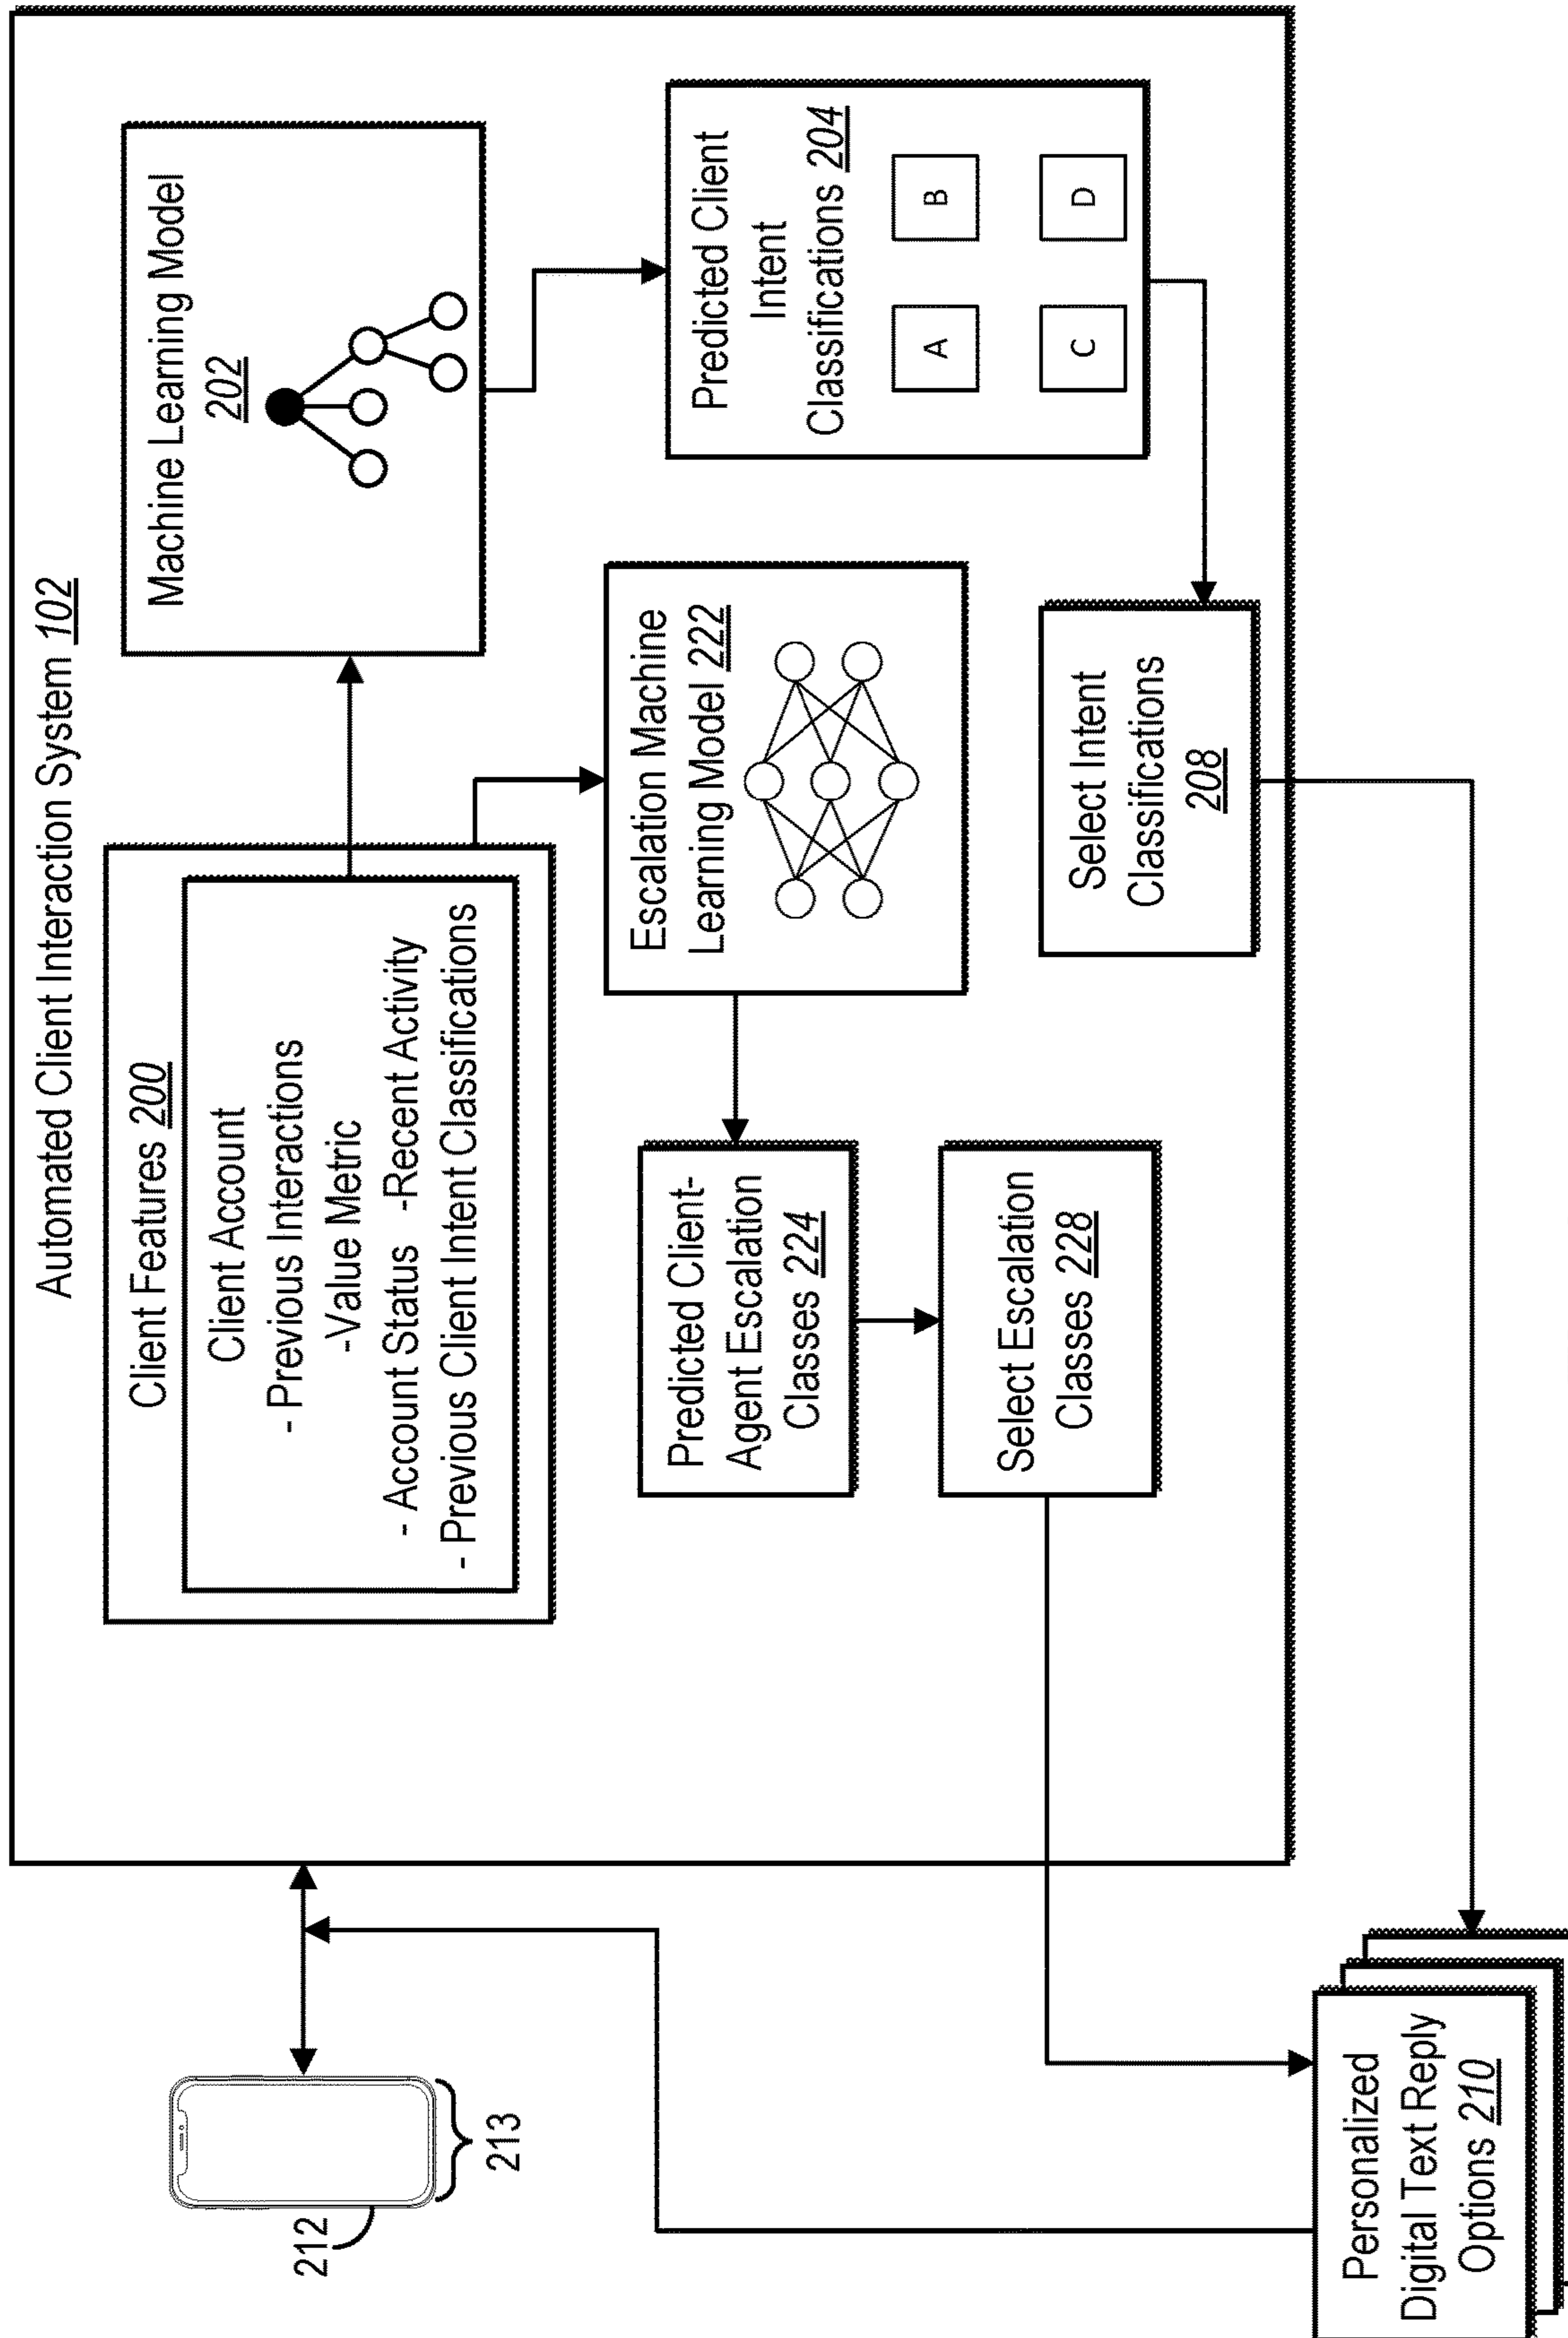 Automated Client Interaction System 102
Client Features 200
Client Account
- Previous Interactions
-Value Metric
- Account Status -Recent Activity
- Previous Client Intent Classifications
Machine Learning Model
202
Escalation Machine
Learning Model 222
Predicted Client
Intent
Classifications 204
A
B
C
D
Predicted Client-
Agent Escalation
Classes 224
Select Escalation
Classes 228
Select Intent
Classifications
208
212
213
Personalized
Digital Text Reply
Options 210